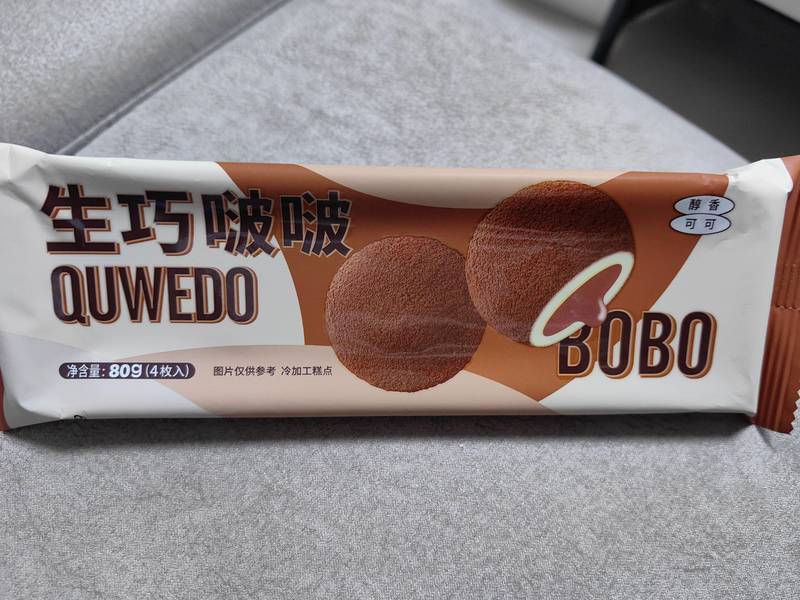 生巧啵啵
QUWEDO
净含量: 80g (4枚入)
图片仅供参考 冷加工糕点
醇香
可可
BOBO